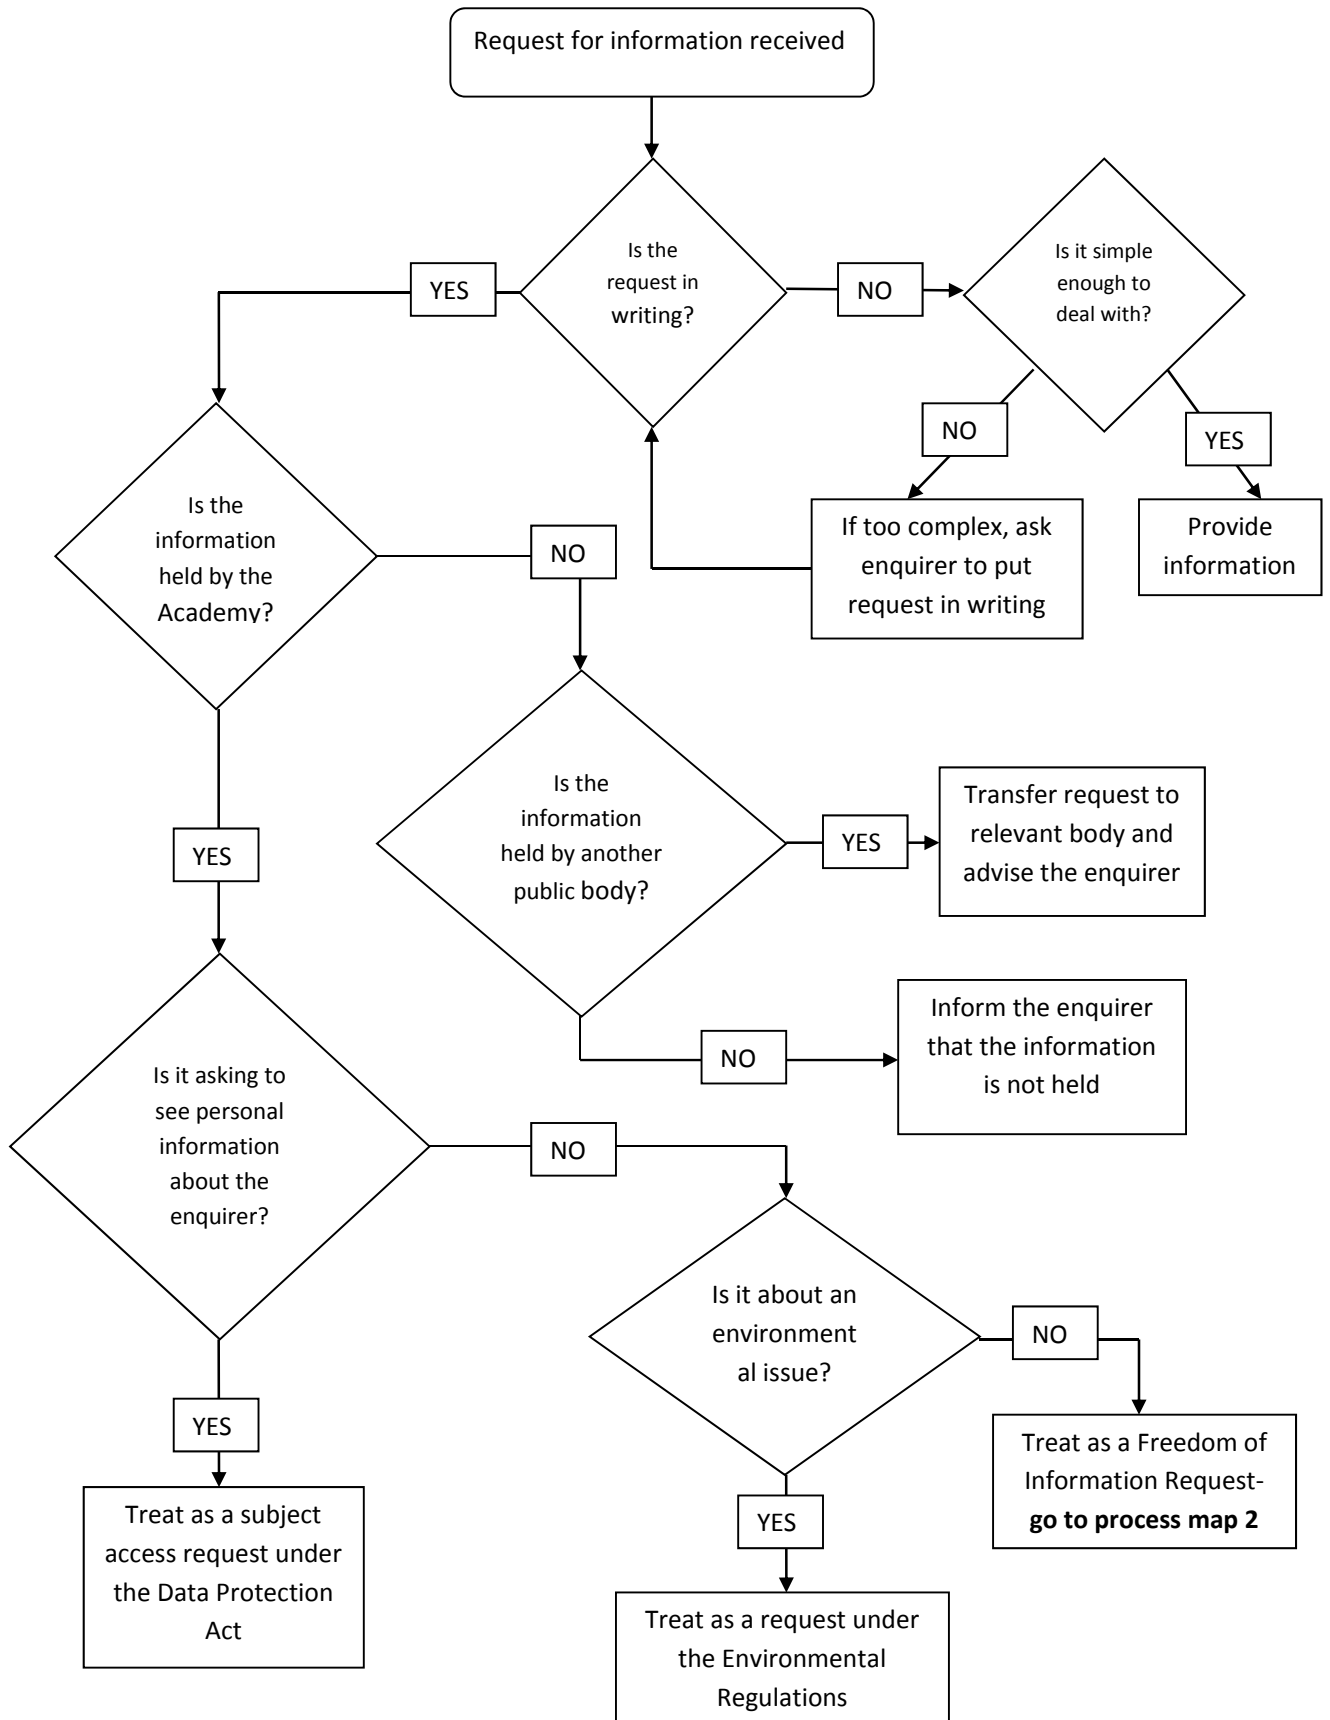 Request for information received
Is the
request in
writing?
YES
NO
Is it simple
enough to
deal with?
NO
YES
If too complex, ask
enquirer to put
request in writing
Provide
information
Is the
information
held by the
Academy?
NO
YES
Is the
information
held by another
public body?
YES
Transfer request to
relevant body and
advise the enquirer
NO
Inform the enquirer
that the information
is not held
Is it asking to
see personal
information
about the
enquirer?
NO
YES
Treat as a subject
access request under
the Data Protection
Act
Is it about an
environment
al issue?
NO
Treat as a Freedom of
Information Request-
go to process map 2
YES
Treat as a request under
the Environmental
Regulations